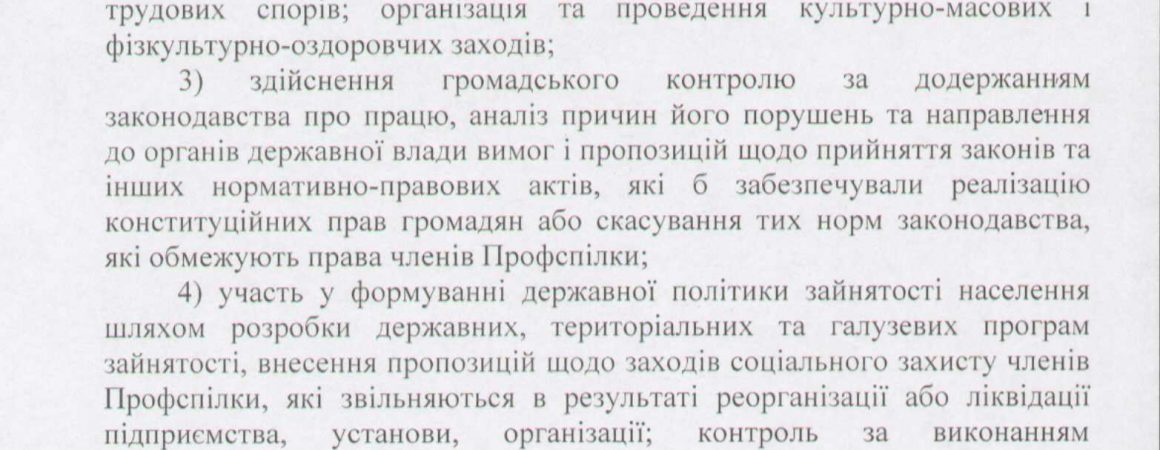 трудових спорів; організація та проведення культурно-масових і
фізкультурно-оздоровчих заходів;
3) здійснення громадського контролю за додержанням
законодавства про працю, аналіз причин його порушень та направлення
до органів державної влади вимог і пропозицій щодо прийняття законів та
інших нормативно-правових актів, які б забезпечували реалізацію
конституційних прав громадян або скасування тих норм законодавства,
які обмежують права членів Профспілки;
4) участь у формуванні державної політики зайнятості населення
шляхом розробки державних, територіальних та галузевих програм
зайнятості, внесення пропозицій щодо заходів соціального захисту членів
Профспілки, які звільняються в результаті реорганізації або ліквідації
підприємства, установи, організації; контроль за виконанням